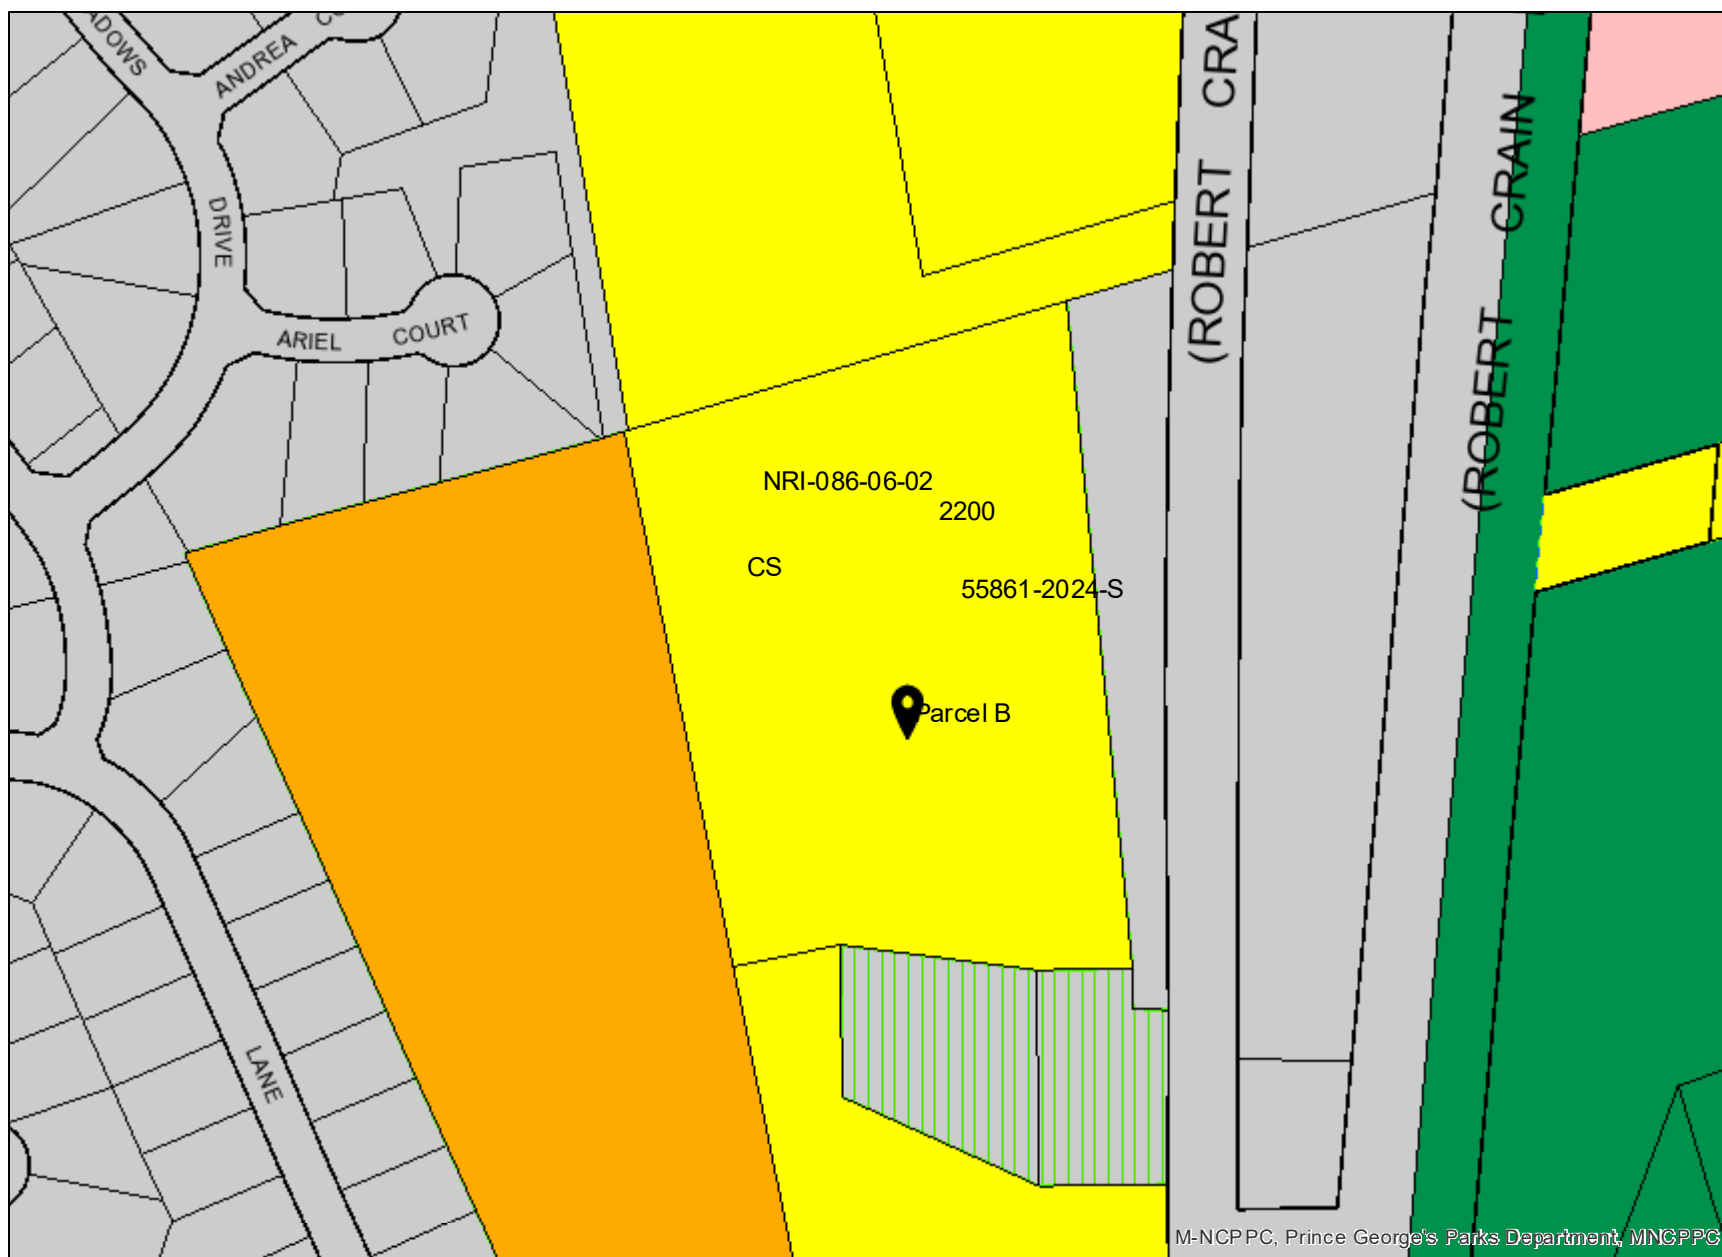 ADOWS
ANDREA
CO
DRIVE
ARIEL COURT
LANE
(ROBERT CRA
(ROBERT CRAIN
NRI-086-06-02
2200
CS
55861-2024-S
Parcel B
M-NCPPC, Prince George's Parks Department, MNCPPC